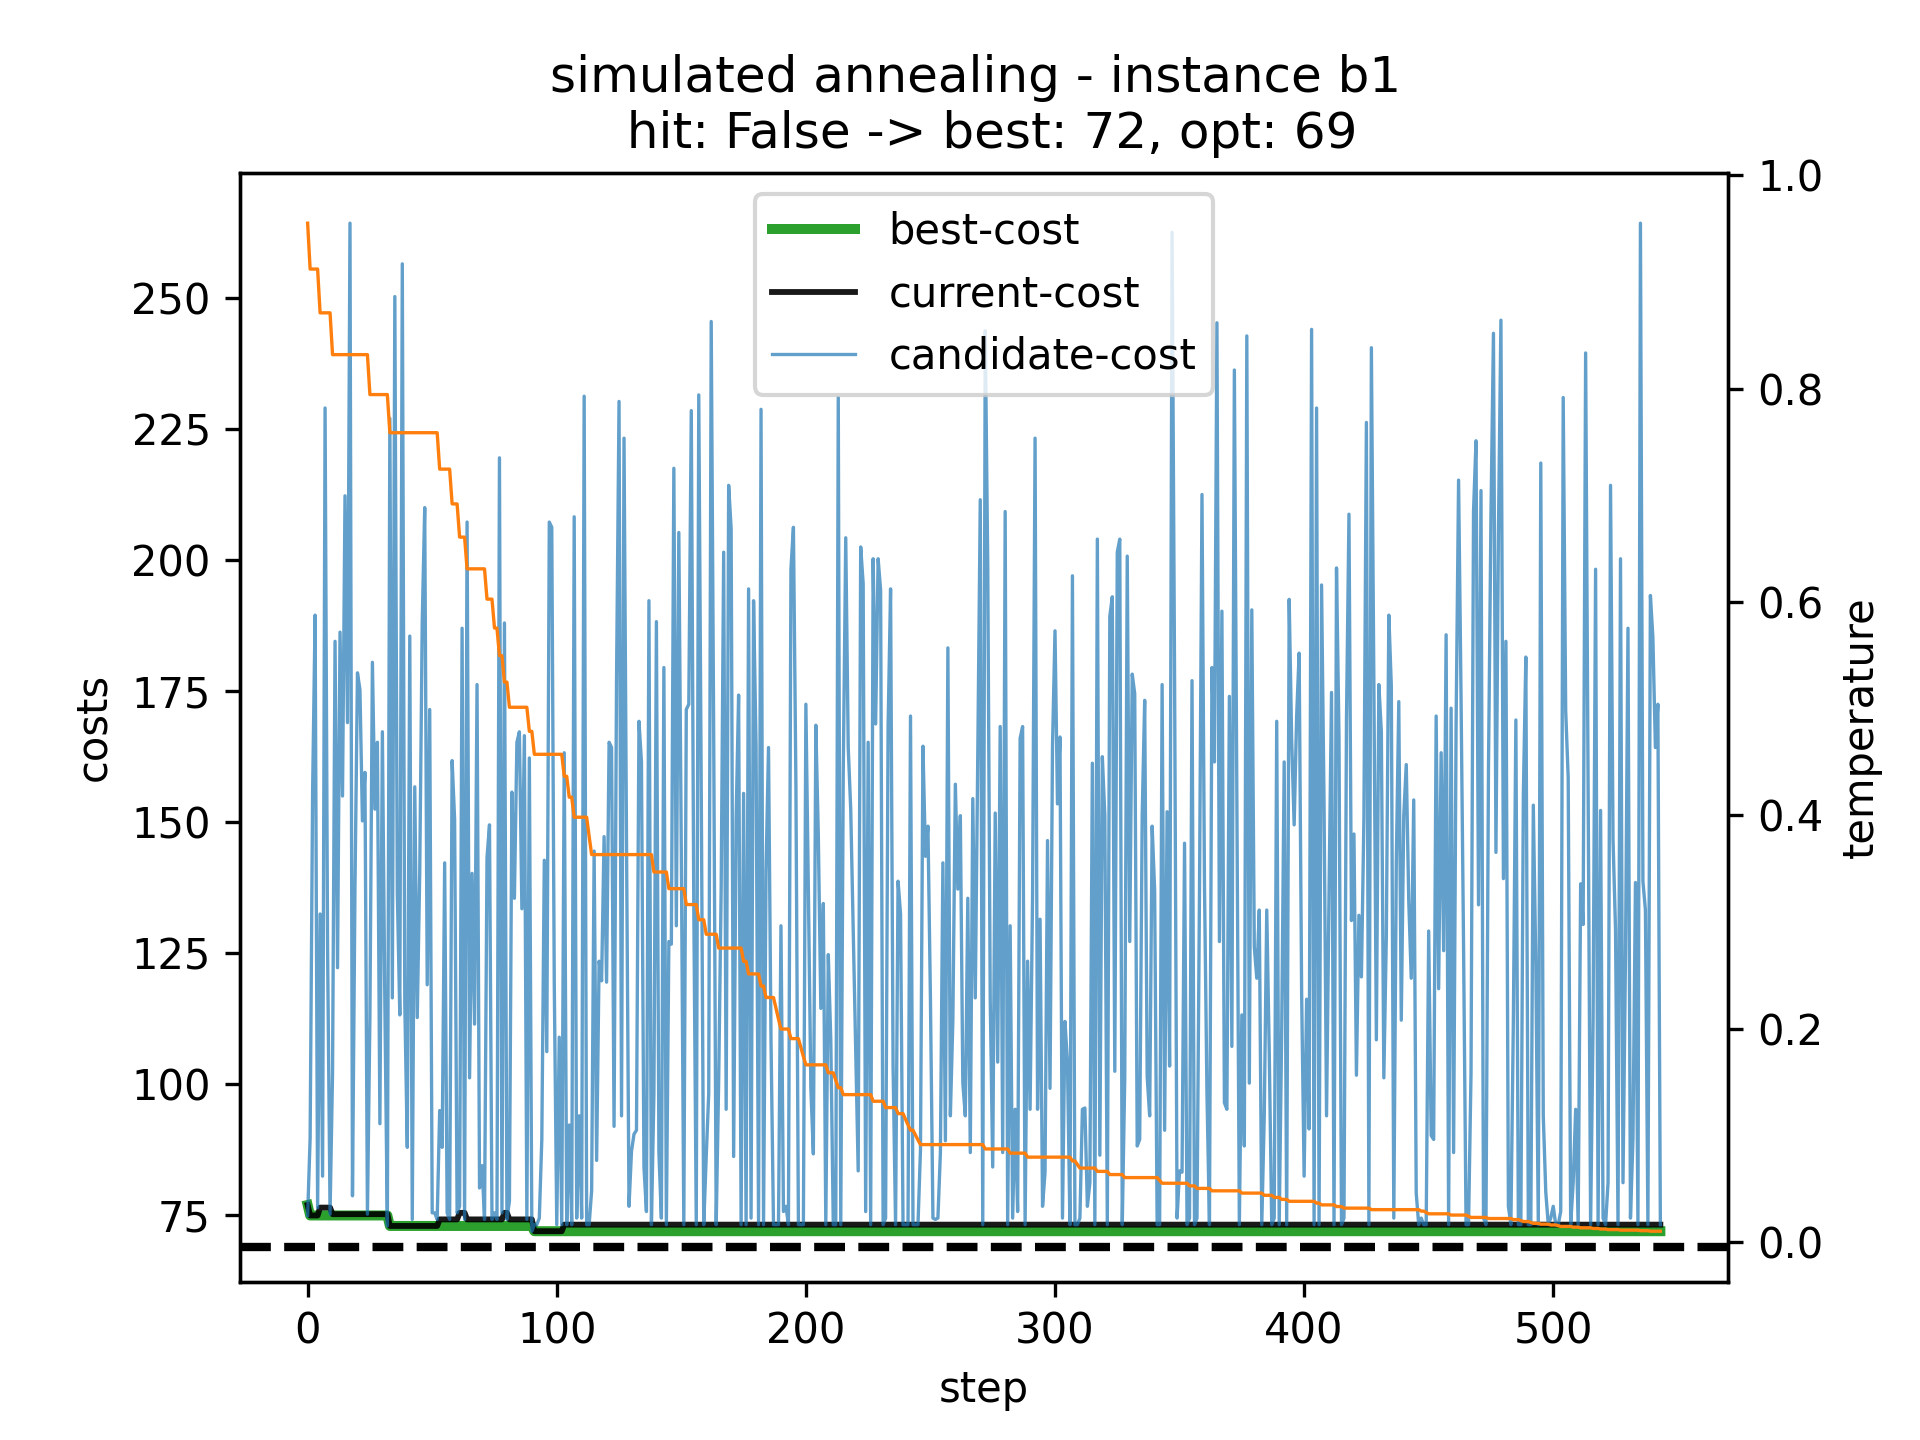 simulated annealing - instance b1
hit: False -> best: 72, opt: 69
best-cost
current-cost
candidate-cost
costs
250
225
200
175
150
125
100
75
1.0
0.8
0.6
0.4
0.2
0.0
temperature
0 100 200 300 400 500
step